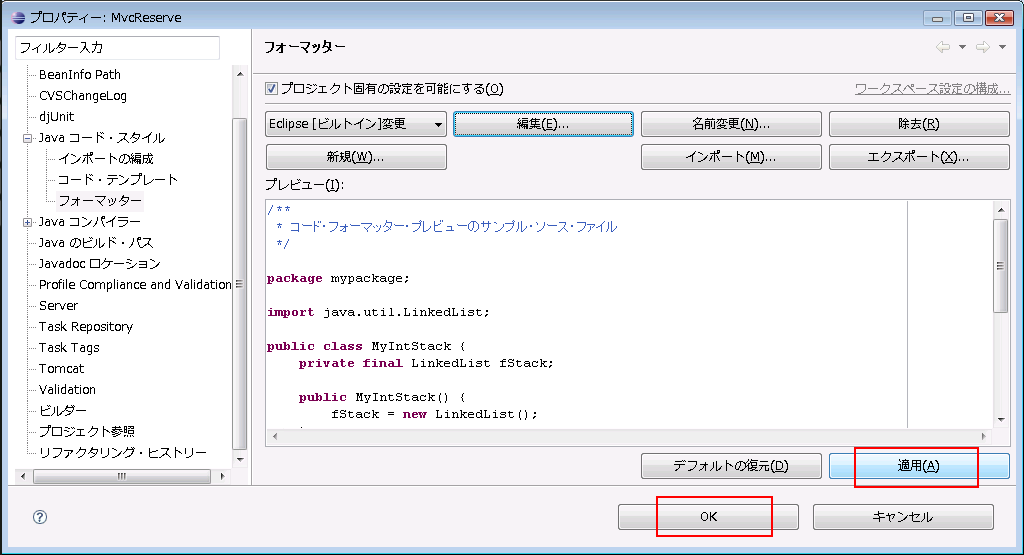 プロパティー: MvcReserve
フィルター入力
BeanInfo Path
CVSChangeLog
djUnit
Java コード・スタイル
インポートの編成
コード・テンプレート
フォーマッター
Java コンパイラー
Java のビルド・パス
Javadoc ロケーション
Profile Compliance and Validation
Server
Task Repository
Task Tags
Tomcat
Validation
ビルダー
プロジェクト参照
リファクタリング・ヒストリー
フォーマッター
プロジェクト固有の設定を可能にする(O)
ワークスペース設定の構成...
Eclipse [ビルトイン]変更
編集(E)...
名前変更(N)...
除去(R)
新規(W)...
インポート(M)...
エクスポート(X)...
プレビュー(I):
/**
 * コード・フォーマッター・プレビューのサンプル・ソース・ファイル
 */
package mypackage;
import java.util.LinkedList;
public class MyIntStack {
    private final LinkedList fStack;
    public MyIntStack() {
        fStack = new LinkedList();
デフォルトの復元(D)
適用(A)
OK
キャンセル